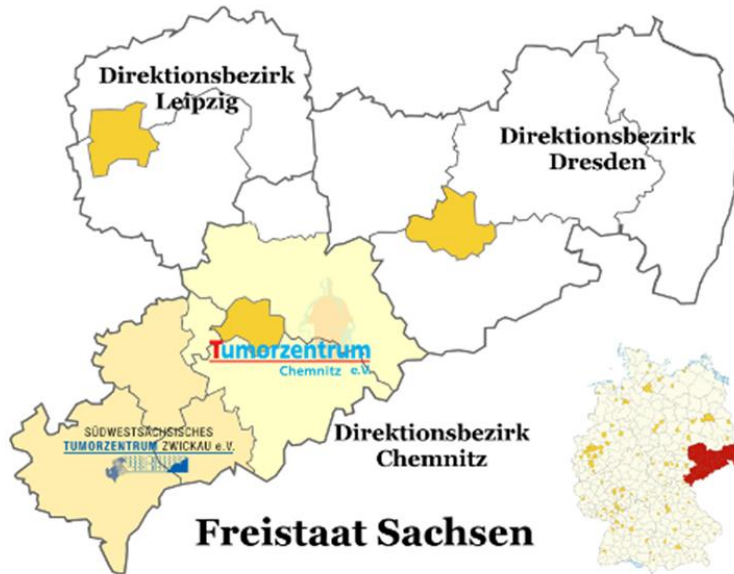 Direktionsbezirk
Leipzig
Direktionsbezirk
Dresden
Tumorzentrum
Chemnitz e.V.
SÜDWESTSÄCHSISCHES
TUMORZENTRUM ZWICKAU e.V.
Direktionsbezirk
Chemnitz
Freistaat Sachsen